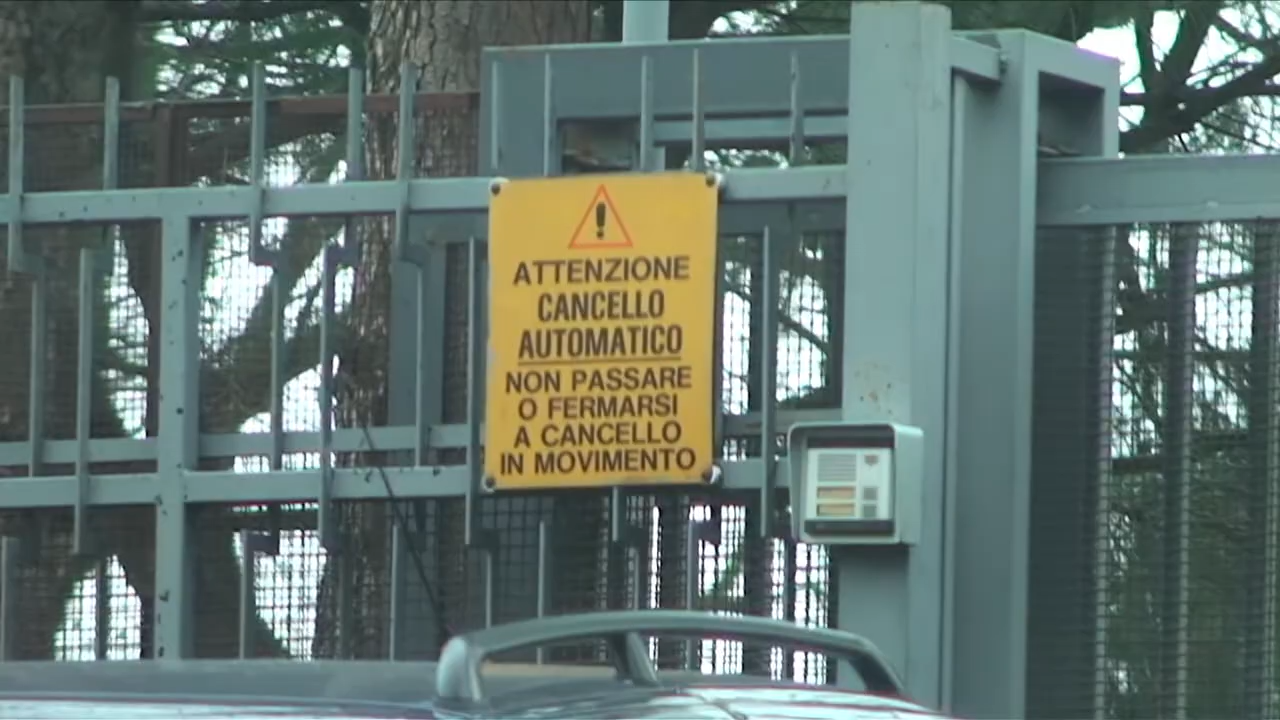 ATTENZIONE
CANCELLO
AUTOMATICO
NON PASSARE
O FERMARSI
A CANCELLO
IN MOVIMENTO